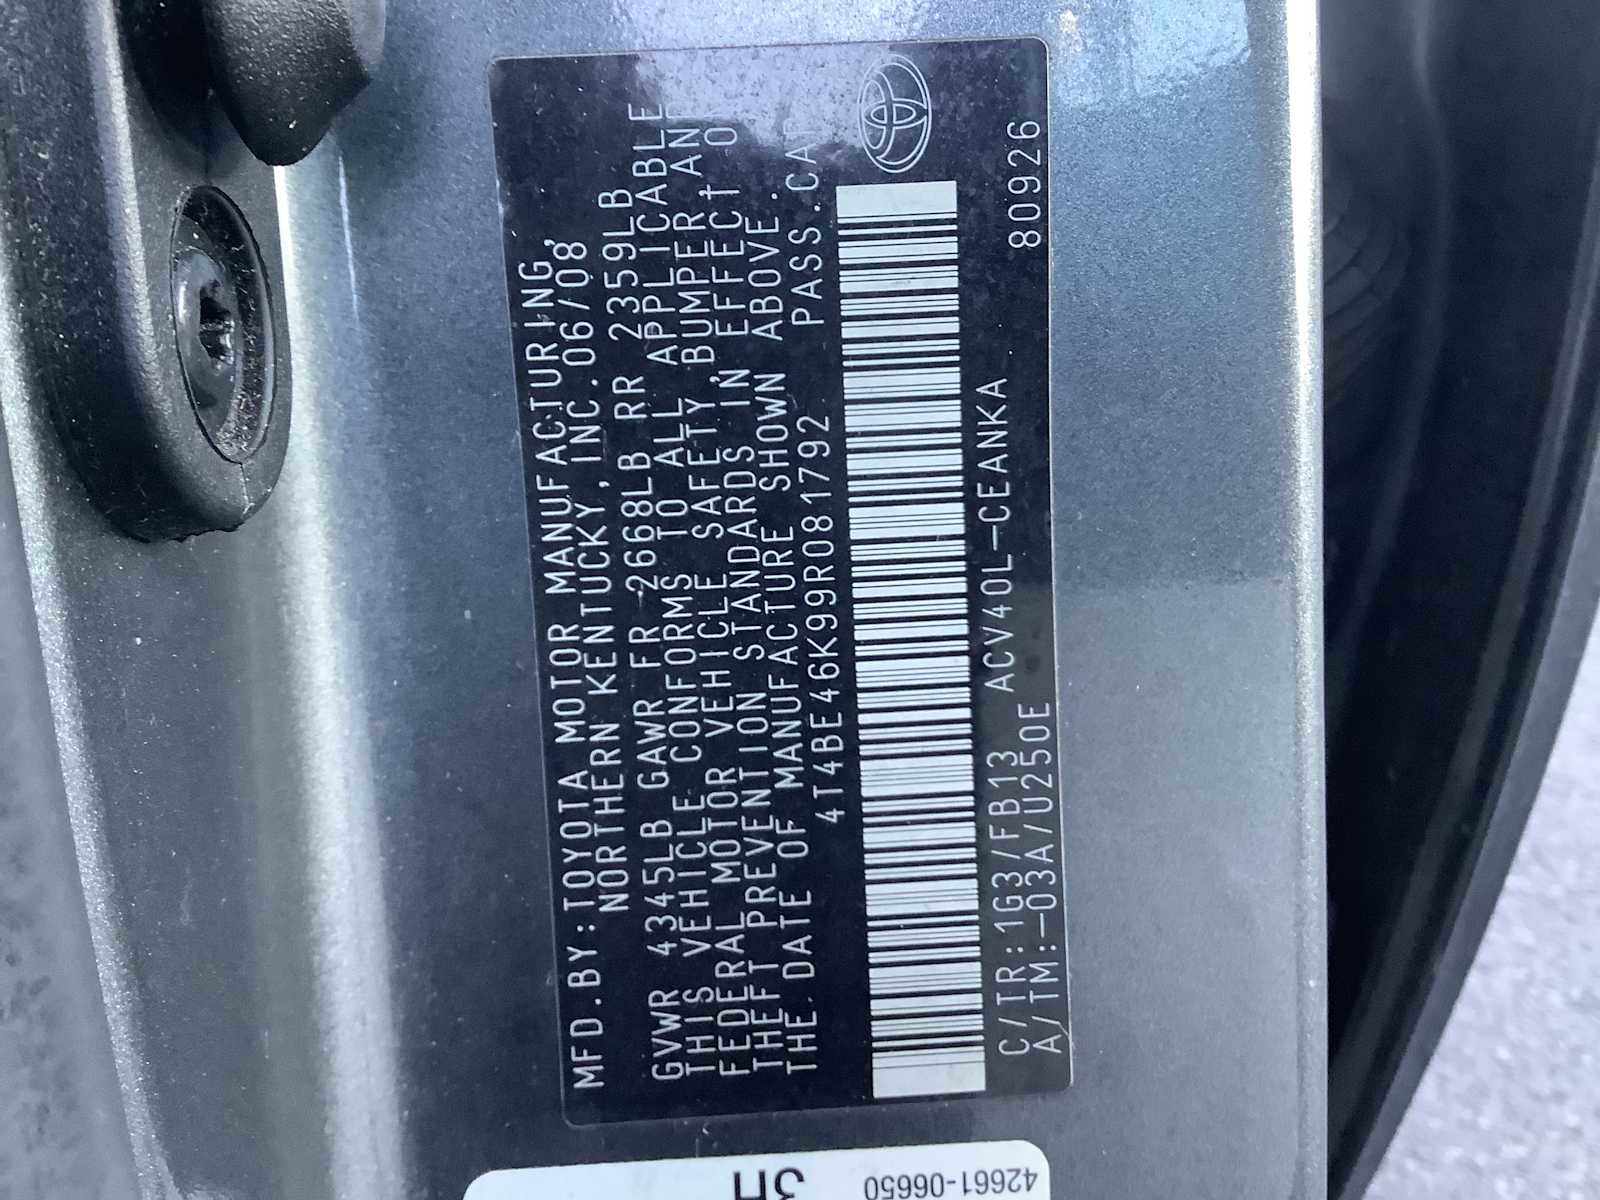 MFD.BY:TOYOTA MOTOR MANUFACTURING,
NORTHERN KENTUCKY, INC. 06/08
GVWR 4345LB GAWR FR 2668LB RR 2359LB
THIS VEHICLE CONFORMS TO ALL APPLICABLE
FEDERAL MOTOR VEHICLE SAFETY, BUMPER, AND
THEFT PREVENTION STANDARDS IN EFFECT O
THE DATE OF MANUFACTURE SHOWN ABOVE.
4T4BE46K99R081792 PASS.CAR
C/TR:1G3/FB13 ACV40L-CEANKA 80926
A/TM:-03A/U250E
42661-06650
3H